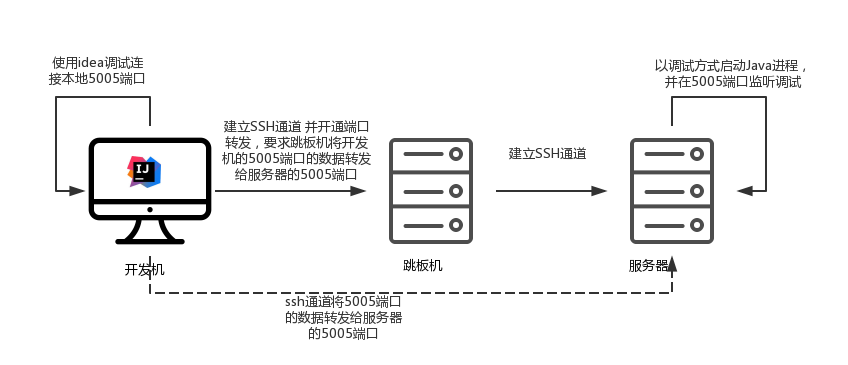 使用idea调试连
接本地5005端口
以调试方式启动Java进程，
并在5005端口监听调试
建立SSH通道 并开通端口
转发，要求跳板机将开发
机的5005端口的数据转发
给服务器的5005端口
建立SSH通道
IJ
开发机
跳板机
服务器
ssh通道将5005端口
的数据转发给服务器
的5005端口